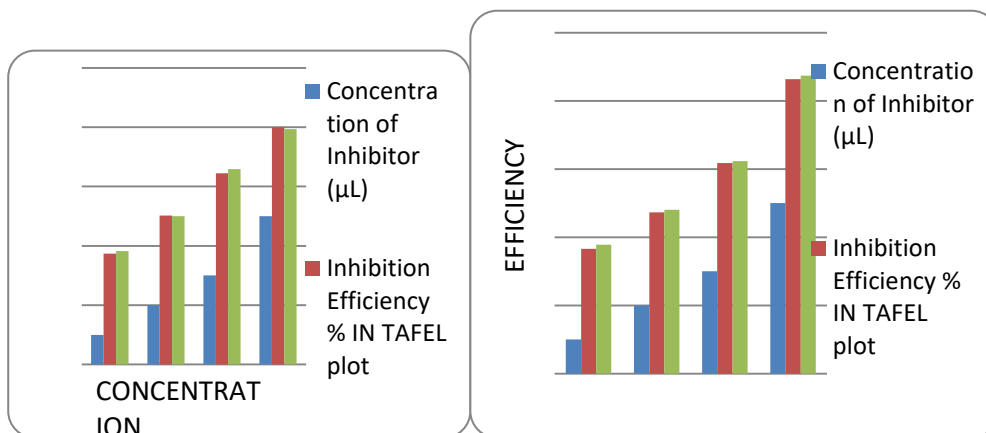 Concentra
tion of
Inhibitor
(µL)
Inhibition
Efficiency
% IN TAFEL
plot
CONCENTRAT
ION
EFFICIENCY
Concentratio
n of Inhibitor
(µL)
Inhibition
Efficiency %
IN TAFEL
plot